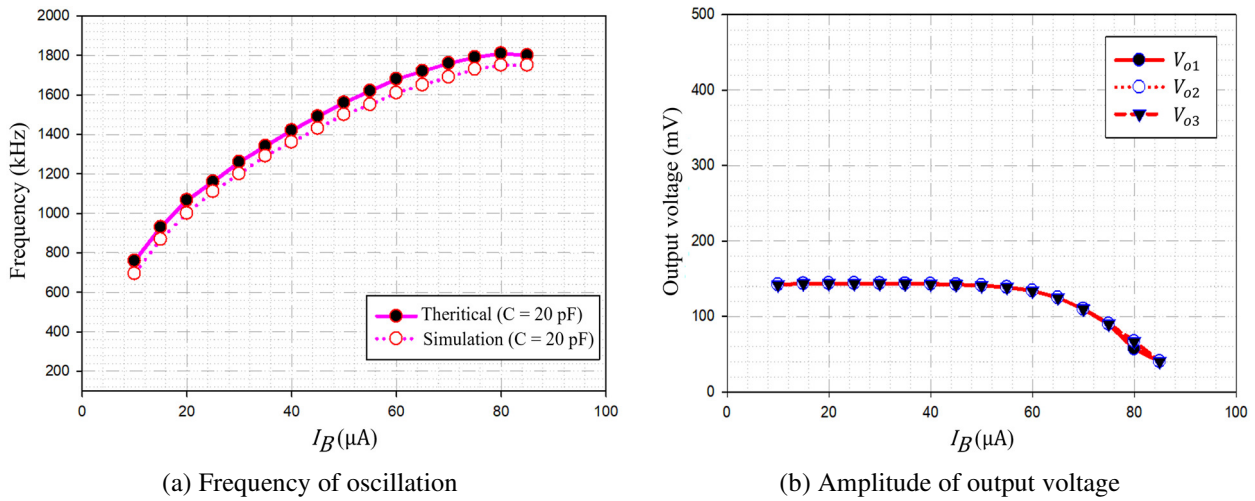 Frequency (kHz)
2000
1800
1600
1400
1200
1000
800
600
400
200
0 20 40 60 80 100
I_B (μA)
Theritical (C = 20 pF)
Simulation (C = 20 pF)
(a) Frequency of oscillation
Output voltage (mV)
500
400
300
200
100
0
0 20 40 60 80 100
I_B (μA)
V_o1
V_o2
V_o3
(b) Amplitude of output voltage